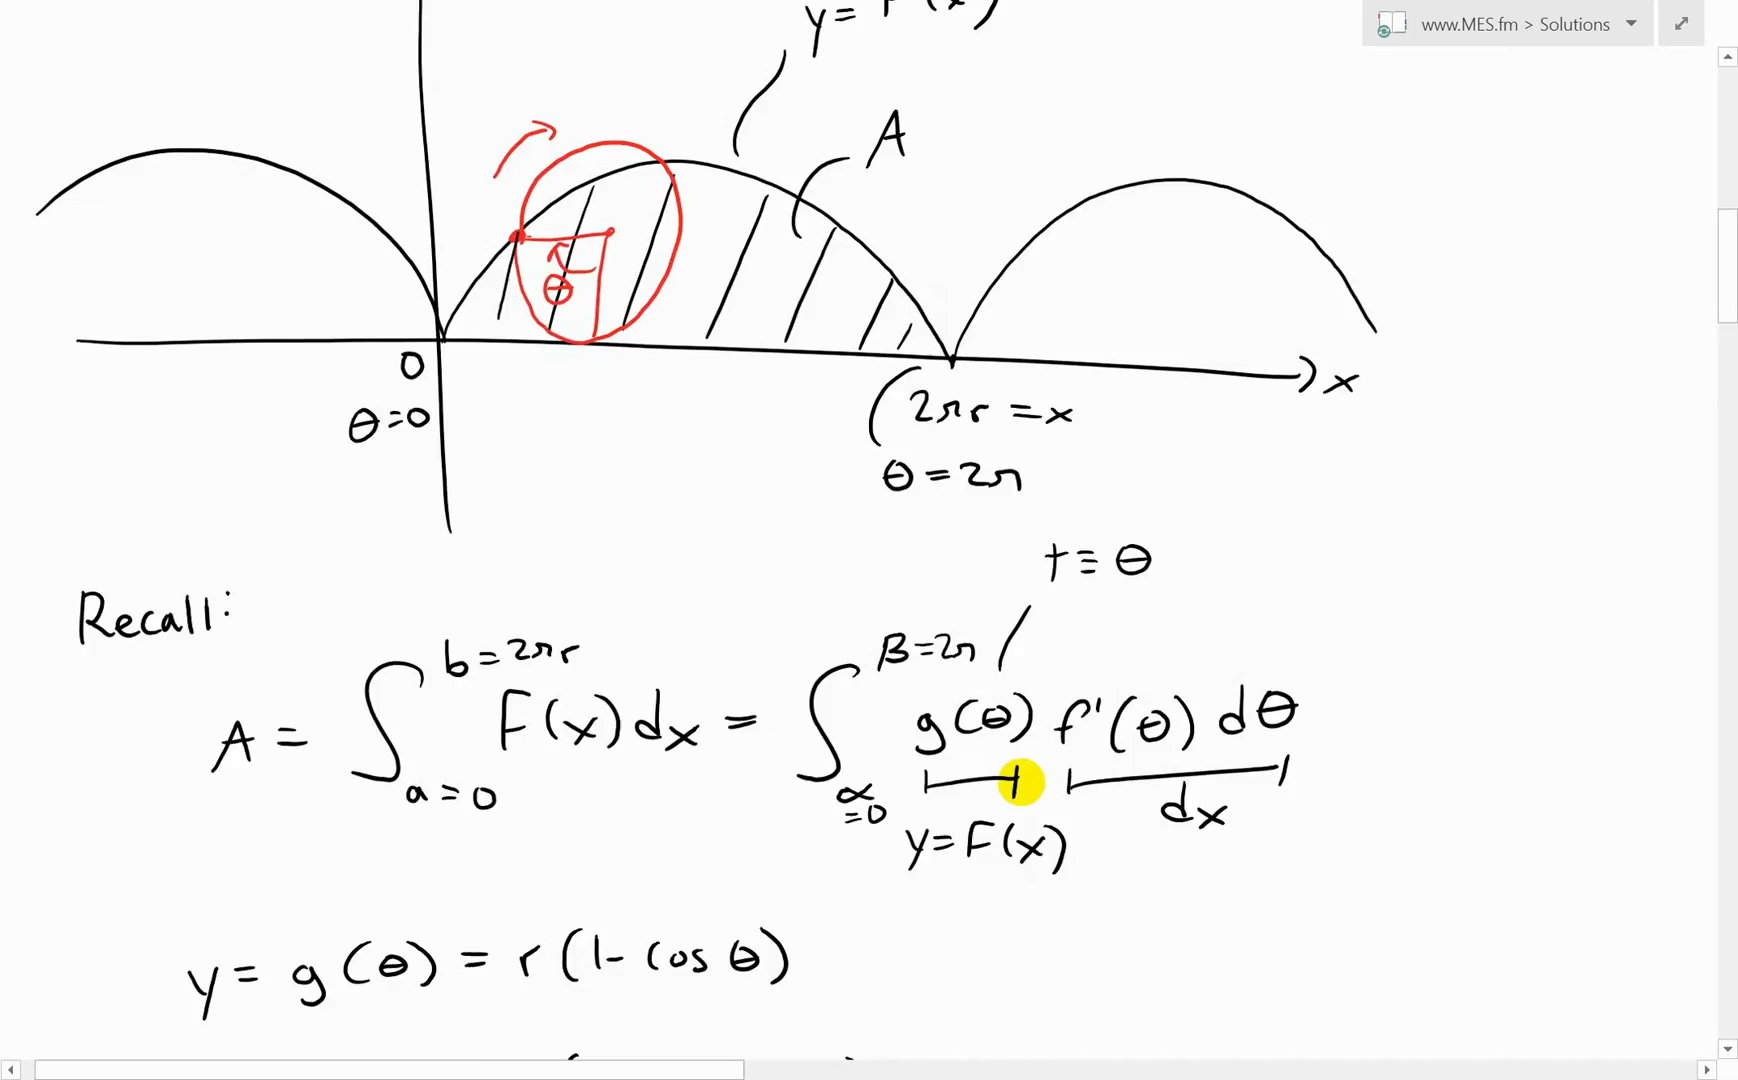 y = F(x)
www.MES.fm > Solutions
A
θ
0
x
θ=0
2πr = x
θ = 2π
t ≡ θ
Recall:
b = 2πr
β = 2π
A = ∫ F(x) dx = ∫ g(θ) f'(θ) dθ
a = 0
α = 0
dx
y = F(x)
y = g(θ) = r(1 - cos θ)